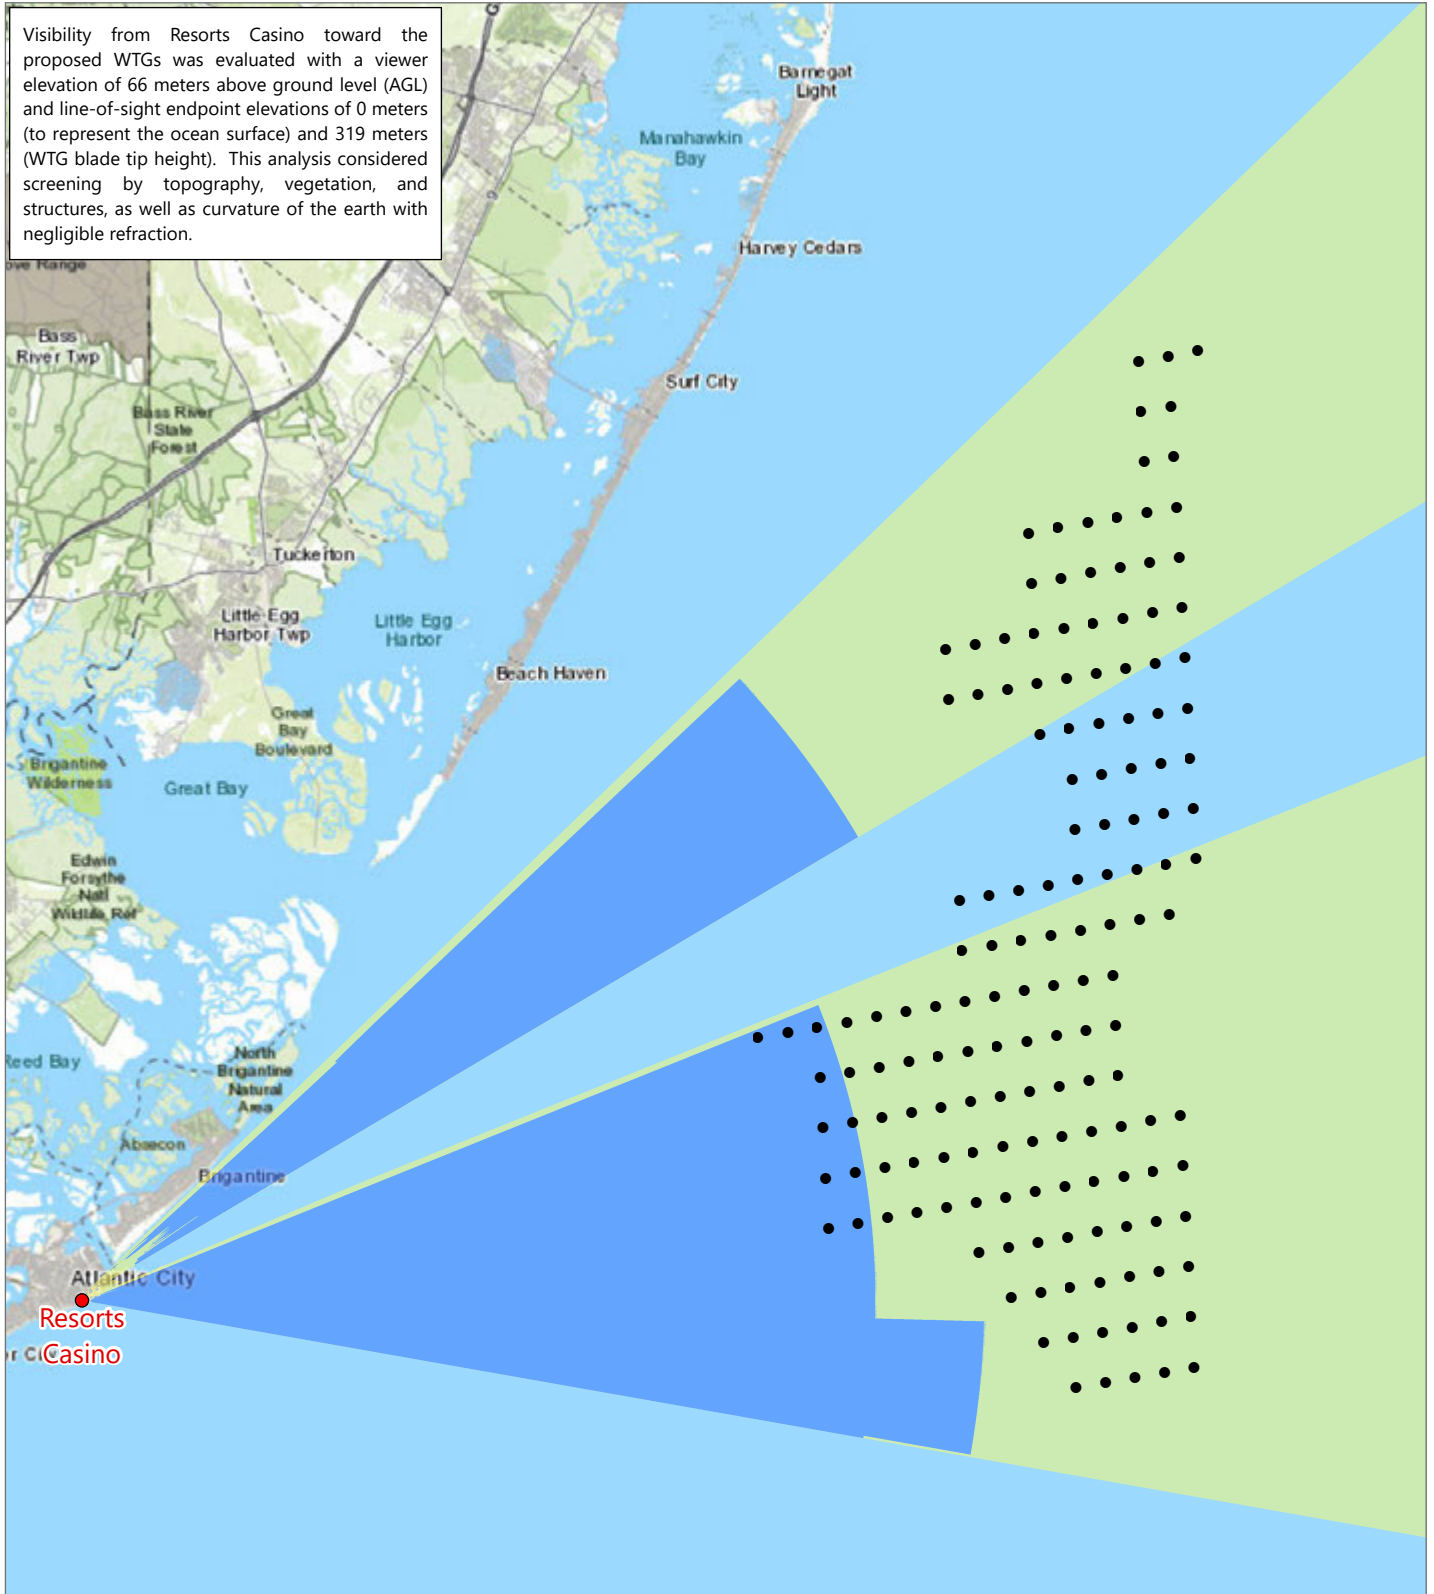 Visibility from Resorts Casino toward the
proposed WTGs was evaluated with a viewer
elevation of 66 meters above ground level (AGL)
and line-of-sight endpoint elevations of 0 meters
(to represent the ocean surface) and 319 meters
(WTG blade tip height). This analysis considered
screening by topography, vegetation, and
structures, as well as curvature of the earth with
negligible refraction.
G
Barnegat
Light
Manahawkin
Bay
Harvey Cedars
ove Range
Bass
River Twp
Surf City
Bass River
State
Forest
Tuckerton
Little Egg
Harbor Twp
Little Egg
Harbor
Beach Haven
Great
Bay
Boulevard
Brigantine
Wilderness
Great Bay
Edwin
Forsythe
Natl
Wildlife Ref
Reed Bay
North
Brigantine
Natural
Area
Absecon
Brigantine
Atlantic City
Resorts
Casino
r Ci